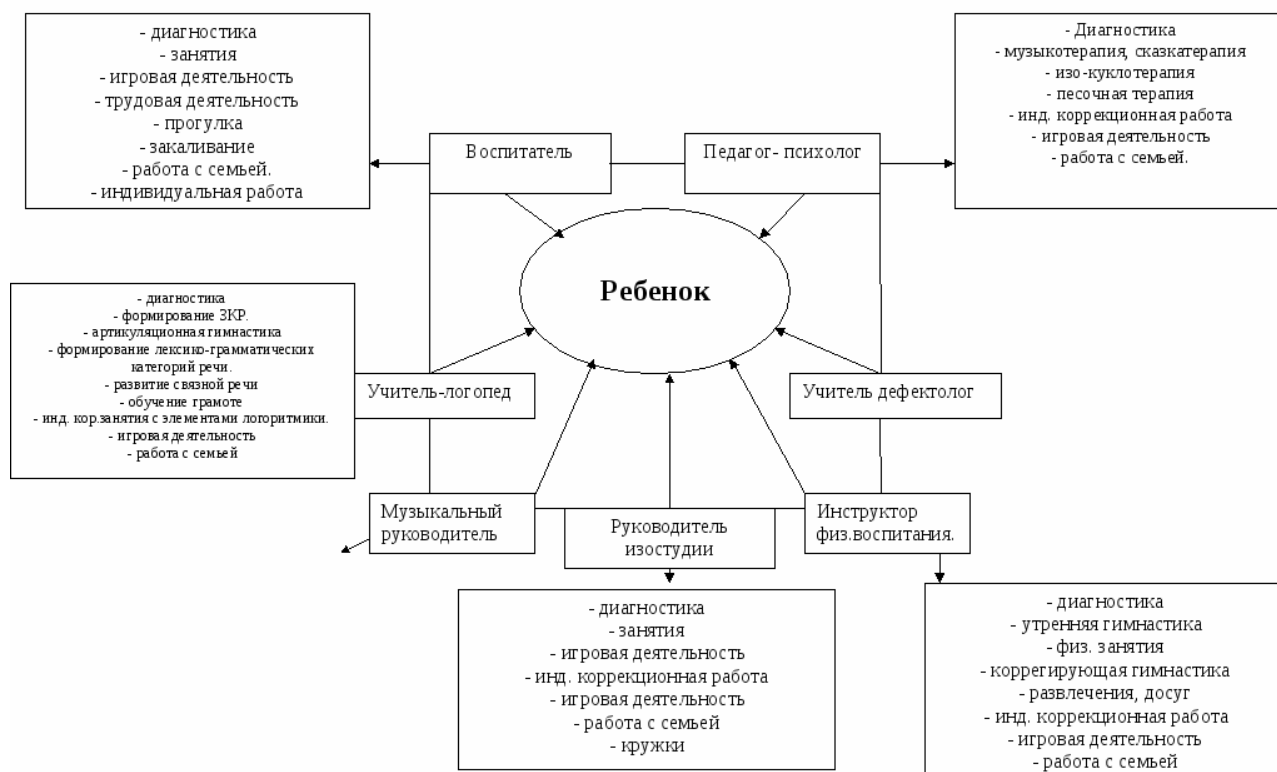 - диагностика
- занятия
- игровая деятельность
- трудовая деятельность
- прогулка
- закаливание
- работа с семьей.
- индивидуальная работа
- Диагностика
- музыкотерапия, сказкатерапия
- изо-куклотерапия
- песочная терапия
- инд. коррекционная работа
- игровая деятельность
- работа с семьей.
Воспитатель
Педагог- психолог
Ребенок
- диагностика
- формирование ЗКР.
- артикуляционная гимнастика
- формирование лексико-грамматических
категорий речи.
- развитие связной речи
- обучение грамоте
- инд. кор.занятия с элементами логоритмики.
- игровая деятельность
- работа с семьей
Учитель-логопед
Учитель дефектолог
Музыкальный
руководитель
Руководитель
изостудии
Инструктор
физ.воспитания.
- диагностика
- занятия
- игровая деятельность
- инд. коррекционная работа
- игровая деятельность
- работа с семьей
- кружки
- диагностика
- утренняя гимнастика
- физ. занятия
- коррегирующая гимнастика
- развлечения, досуг
- инд. коррекционная работа
- игровая деятельность
- работа с семьей